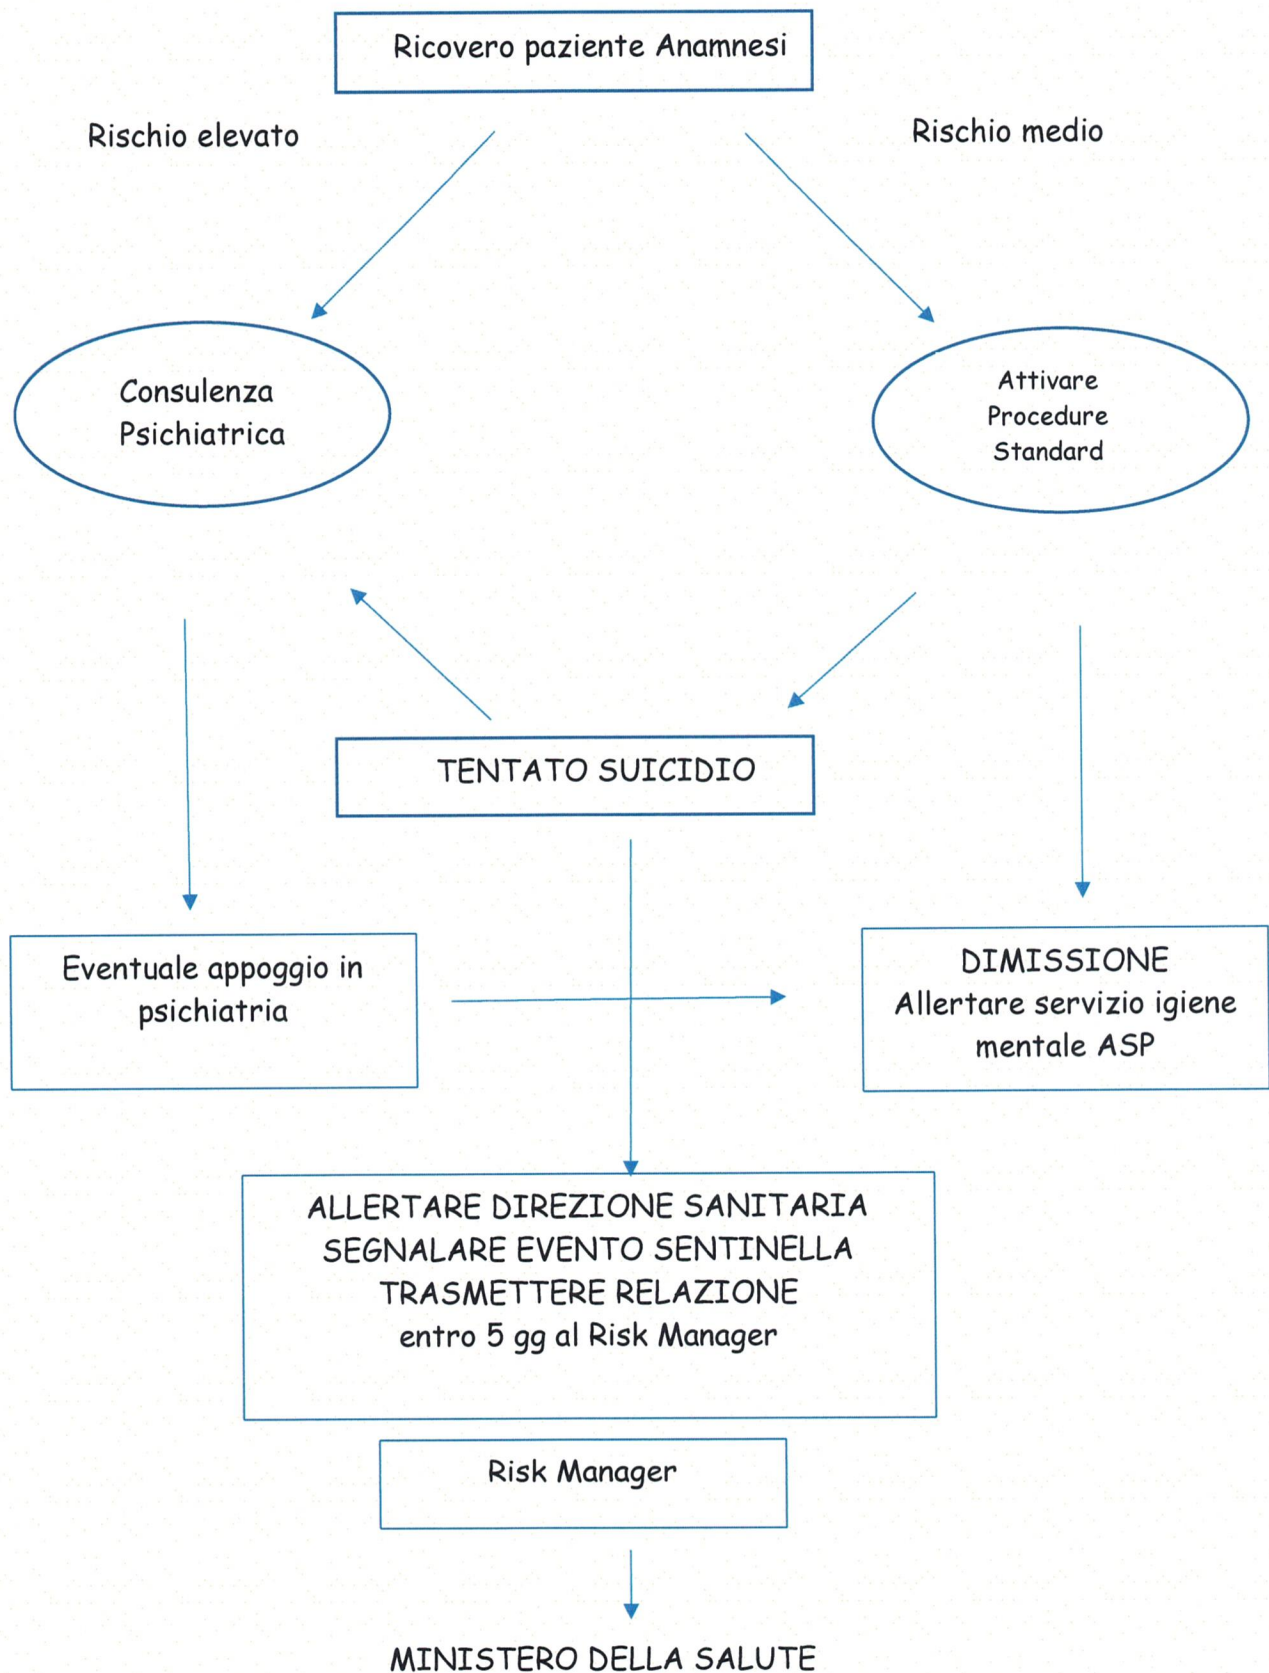 Ricovero paziente Anamnesi
Rischio elevato
Rischio medio
Consulenza
Psichiatrica
Attivare
Procedure
Standard
TENTATO SUICIDIO
Eventuale appoggio in
psichiatria
DIMISSIONE
Allertare servizio igiene
mentale ASP
ALLERTARE DIREZIONE SANITARIA
SEGNALARE EVENTO SENTINELLA
TRASMETTERE RELAZIONE
entro 5 gg al Risk Manager
Risk Manager
MINISTERO DELLA SALUTE